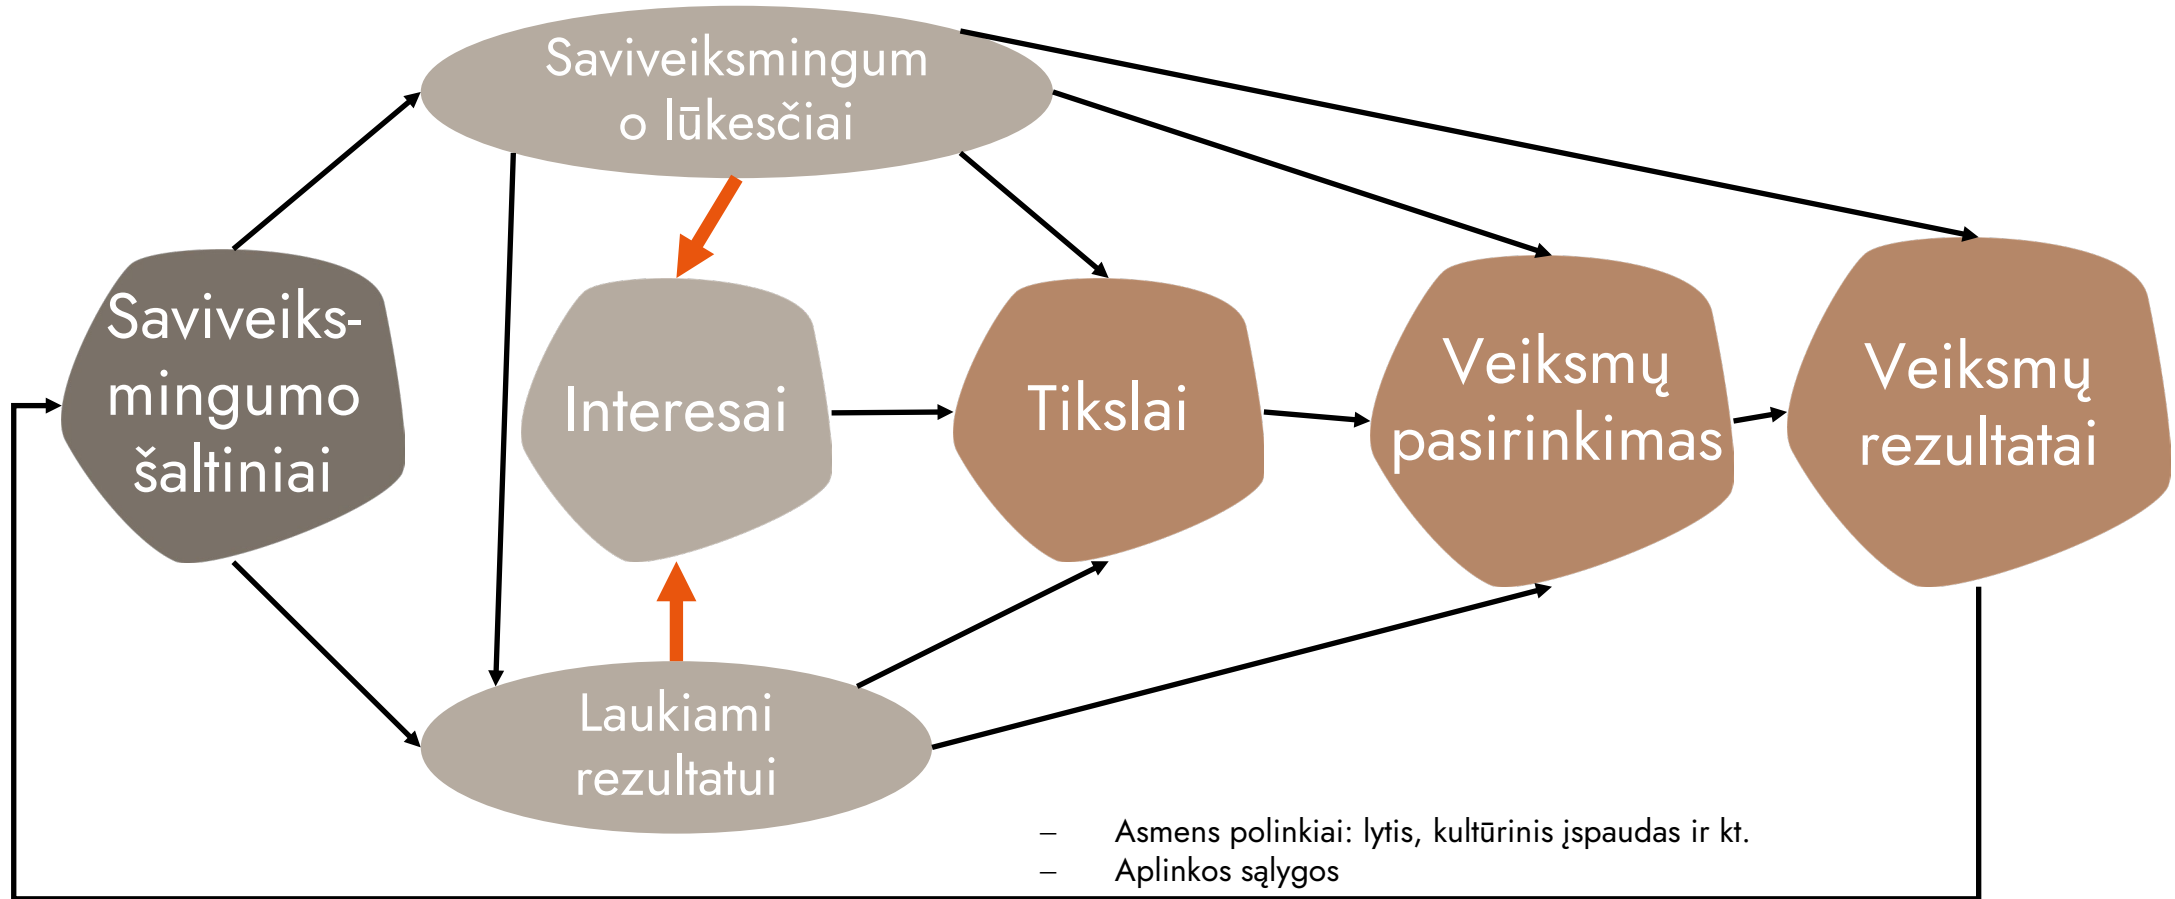 Saviveiksmingum
o lūkesčiai
Saviveiks-
mingumo
šaltiniai
Interesai
Tikslai
Veiksmų
pasirinkimas
Veiksmų
rezultatai
Laukiami
rezultatui
– Asmens polinkiai: lytis, kultūrinis įspaudas ir kt.
– Aplinkos sąlygos